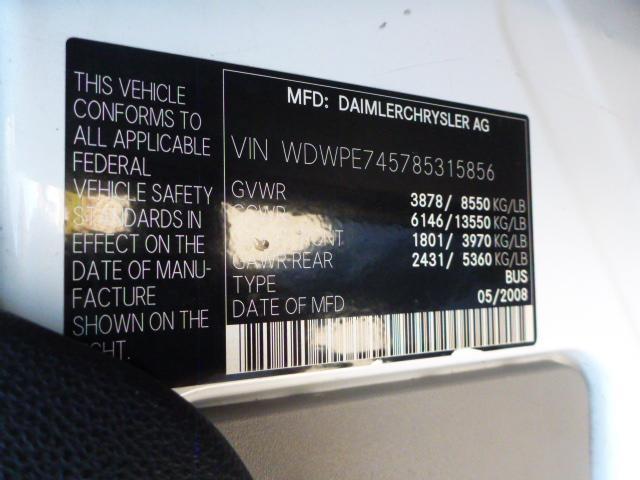 THIS VEHICLE
CONFORMS TO
ALL APPLICABLE
FEDERAL
VEHICLE SAFETY
STANDARDS IN
EFFECT ON THE
DATE OF MANU-
FACTURE
SHOWN ON THE
MFD: DAIMLERCHRYSLER AG
VIN WDWPE745785315856
GVWR 3878/ 8550 KG/LB
6146/13550 KG/LB
1801/ 3970 KG/LB
GAWR-REAR 2431/ 5360 KG/LB
TYPE BUS
DATE OF MFD 05/2008